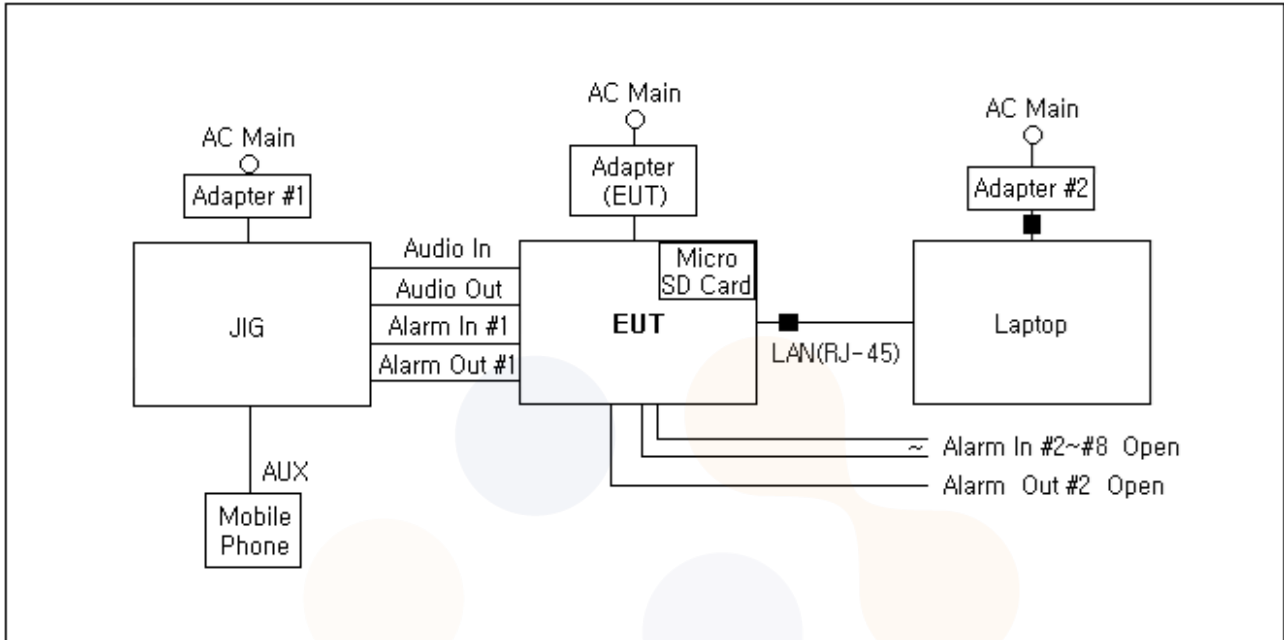 AC Main
AC Main
AC Main
Adapter #1
Adapter
(EUT)
Adapter #2
JIG
Audio In
Audio Out
Alarm In #1
Alarm Out #1
Micro
SD Card
EUT
LAN(RJ-45)
Laptop
AUX
Mobile
Phone
~ Alarm In #2~#8 Open
Alarm Out #2 Open